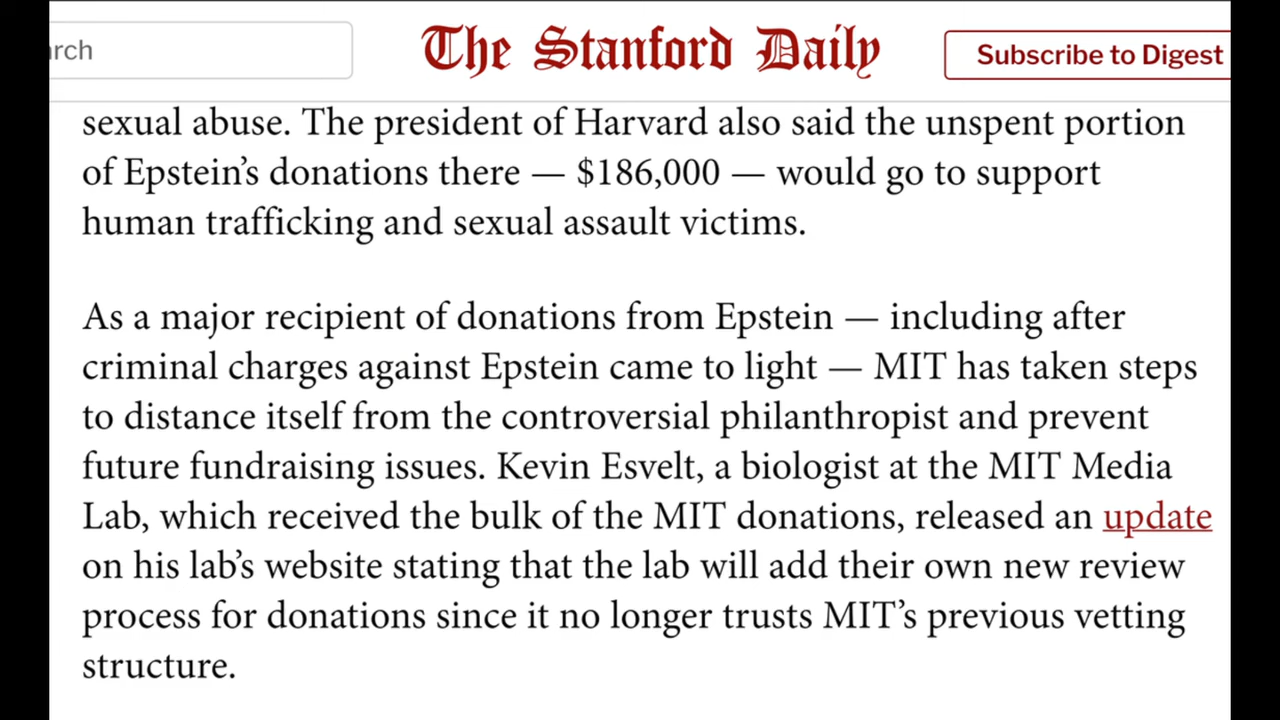 arch
The Stanford Daily
Subscribe to Digest
sexual abuse. The president of Harvard also said the unspent portion
of Epstein’s donations there — $186,000 — would go to support
human trafficking and sexual assault victims.
As a major recipient of donations from Epstein — including after
criminal charges against Epstein came to light — MIT has taken steps
to distance itself from the controversial philanthropist and prevent
future fundraising issues. Kevin Esvelt, a biologist at the MIT Media
Lab, which received the bulk of the MIT donations, released an update
on his lab’s website stating that the lab will add their own new review
process for donations since it no longer trusts MIT’s previous vetting
structure.